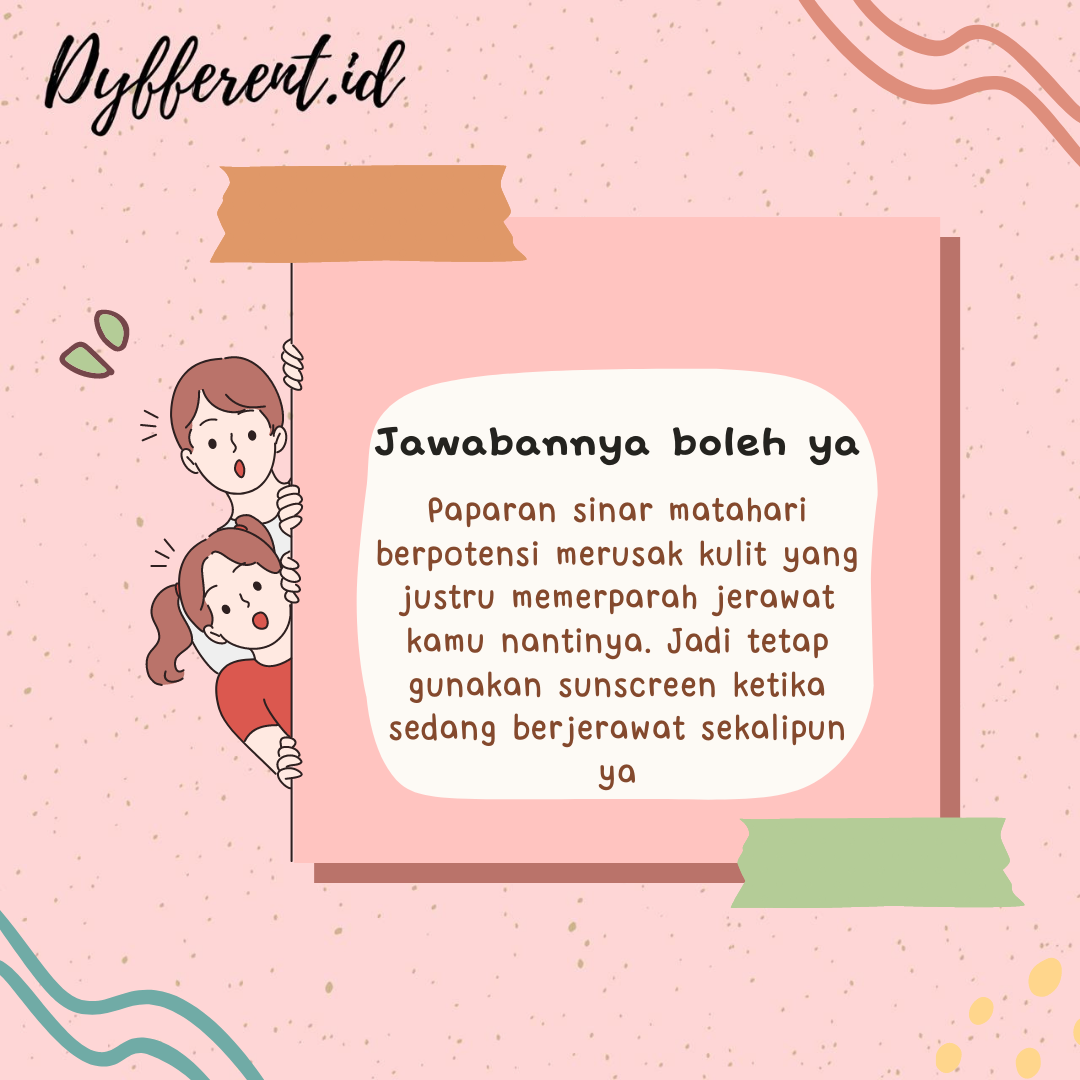 Dyfferent.id
Jawabannya boleh ya
Paparan sinar matahari
berpotensi merusak kulit yang
justru memerparah jerawat
kamu nantinya. Jadi tetap
gunakan sunscreen ketika
sedang berjerawat sekalipun
ya